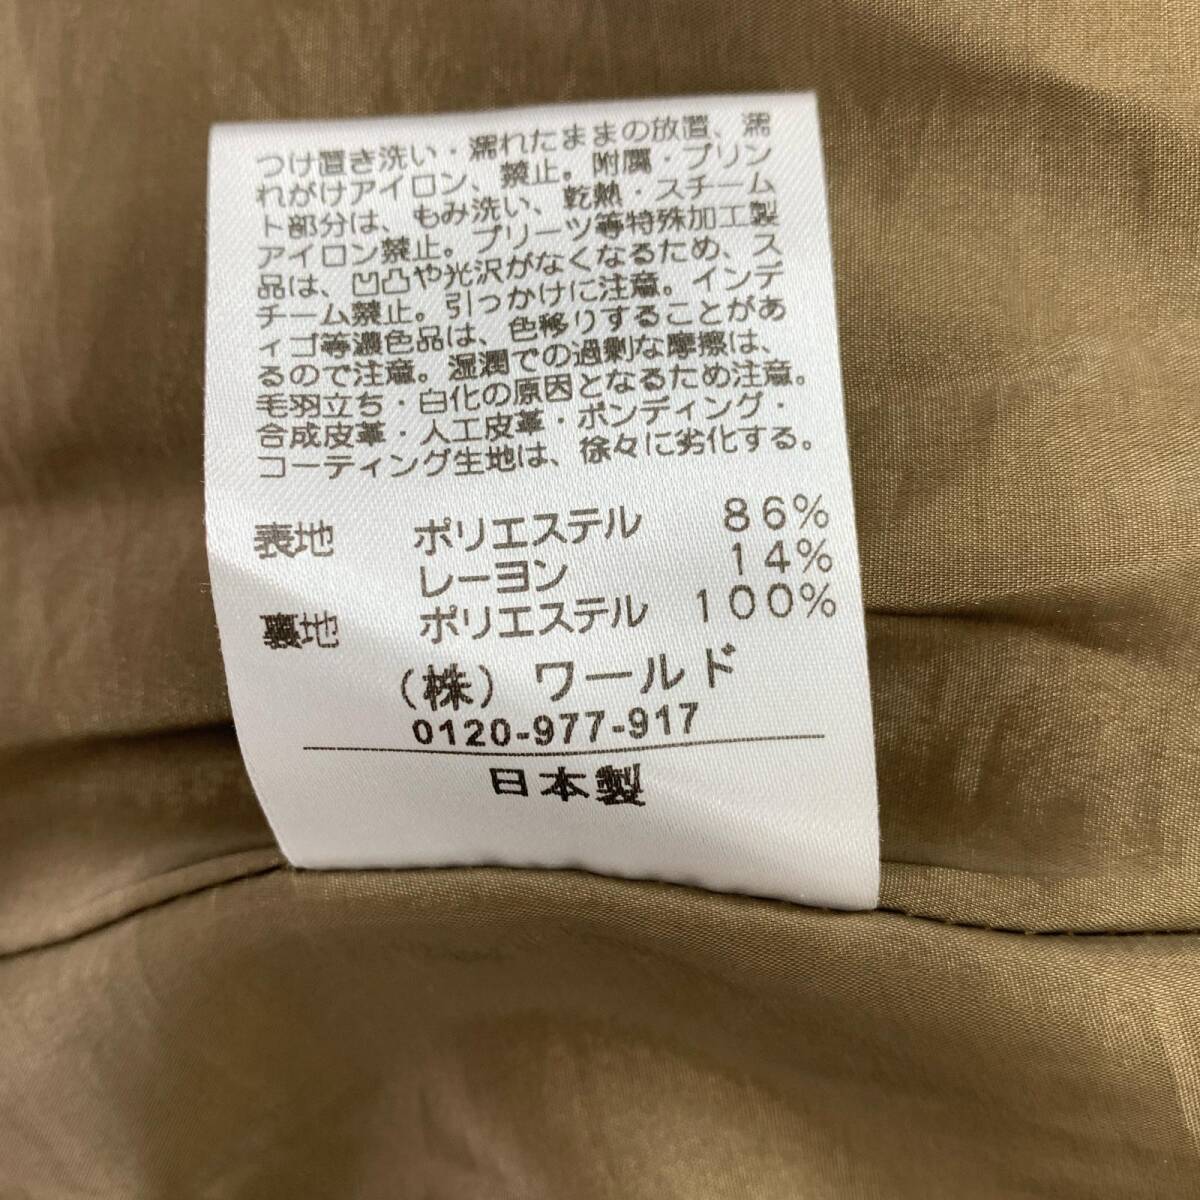 つけ置き洗い・濡れたままの放置、濡
れがけアイロン、禁止。附属・プリン
ト部分は、もみ洗い、乾熱・スチーム
アイロン禁止。プリーツ等特殊加工製
品は、凹凸や光沢がなくなるため、ス
チーム禁止。引っかけに注意。インデ
ィゴ等濃色品は、色移りすることがあ
るので注意。湿潤での過剰な摩擦は、
毛羽立ち・白化の原因となるため注意。
合成皮革・人工皮革・ボンディング・
コーティング生地は、徐々に劣化する。
表地 ポリエステル 86%
レーヨン 14%
裏地 ポリエステル 100%
（株）ワールド
0120-977-917
日本製